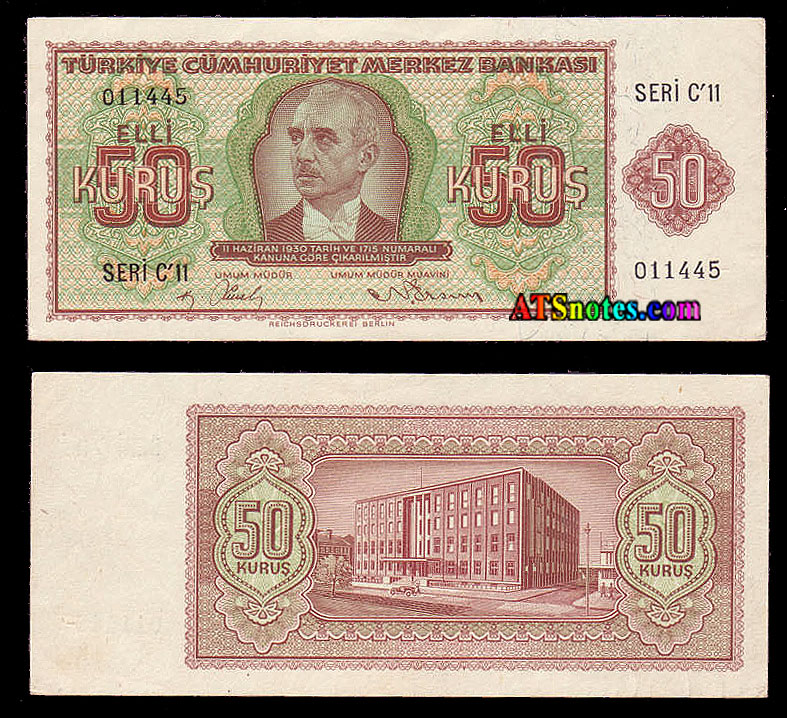 TÜRKİYE CÜMHURİYET MERKEZ BANKASI
011445
SERİ C'11
ELLİ
50
KURUŞ
ELLİ
50
KURUŞ
50
11 HAZİRAN 1930 TARİH VE 1715 NUMARALI
KANUNA GÖRE ÇIKARILMIŞTIR
SERİ C'11
UMUM MÜDÜR
UMUM MÜDÜR MUAVİNİ
011445
ATSnotes.com
REICHSDRUCKEREI BERLIN
50
KURUŞ
50
KURUŞ